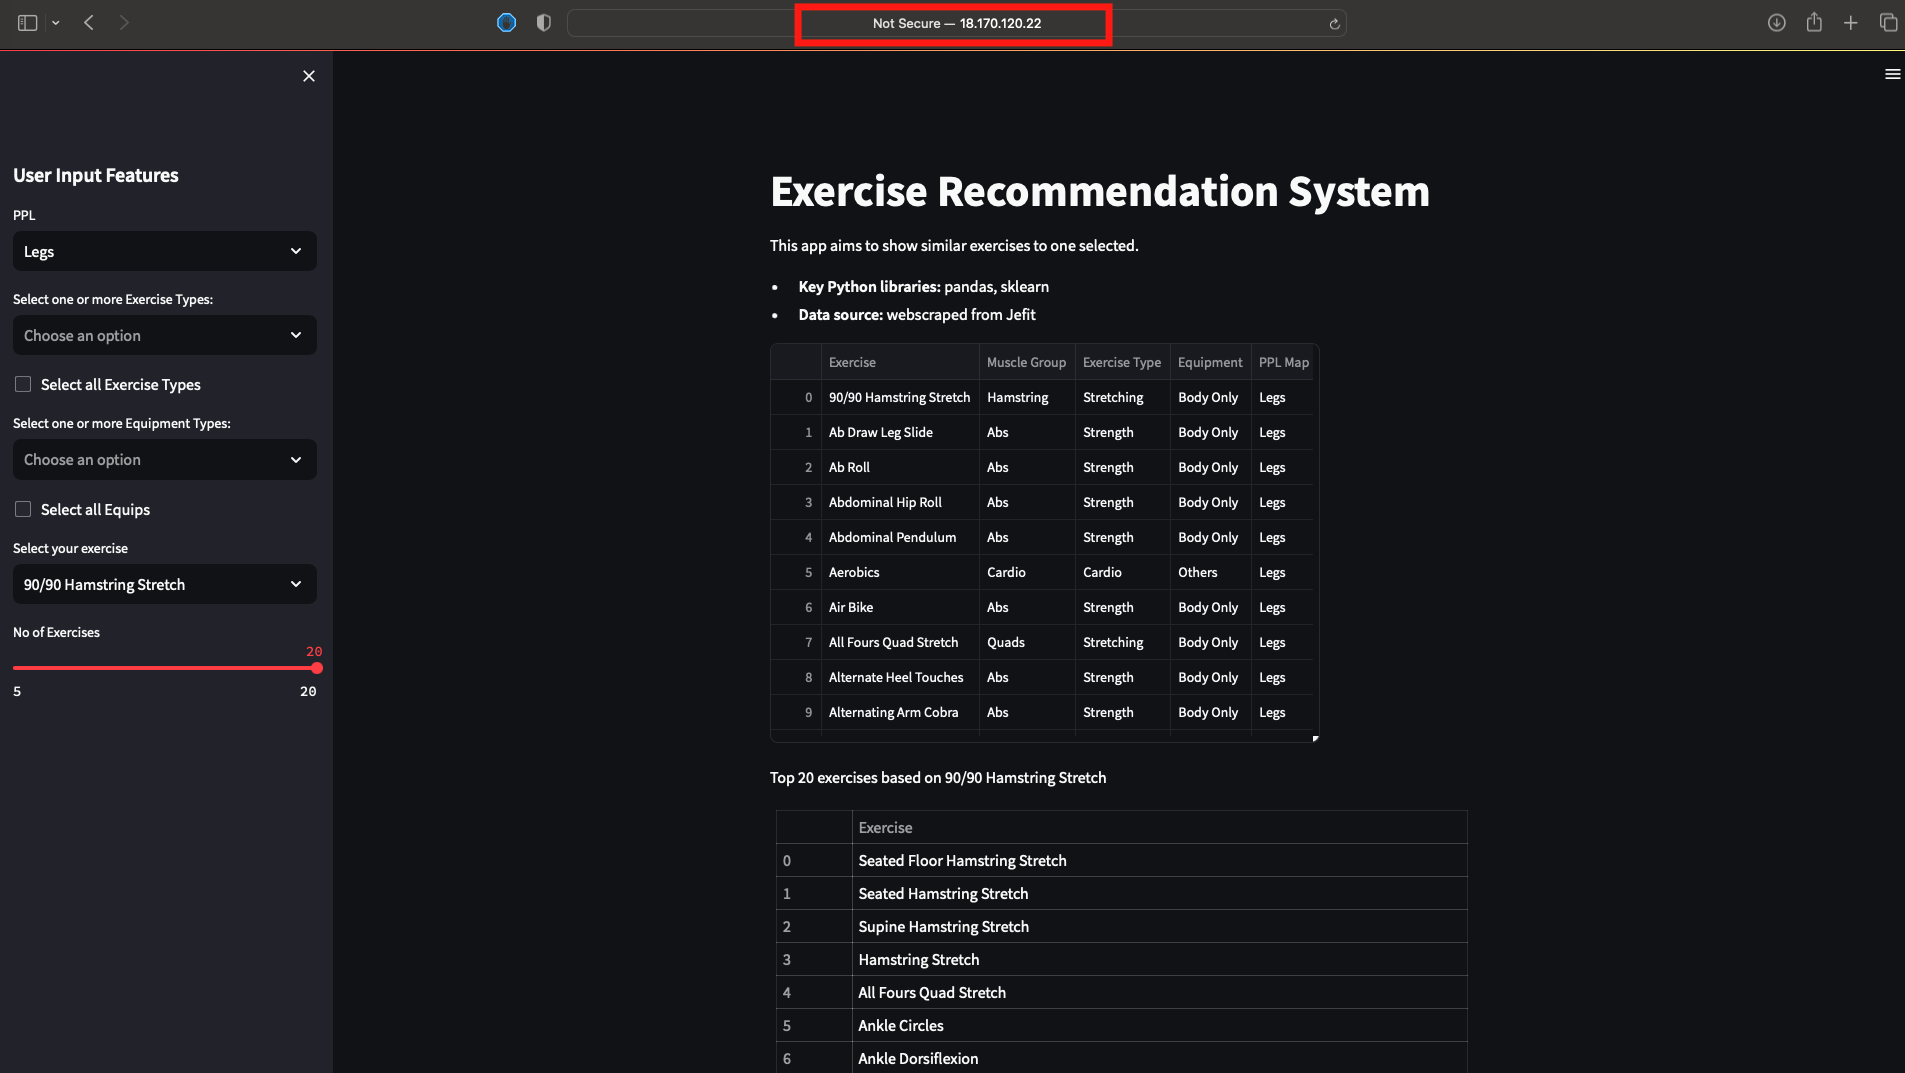 Not Secure — 18.170.120.22
User Input Features
PPL
Legs
Select one or more Exercise Types:
Choose an option
Select all Exercise Types
Select one or more Equipment Types:
Choose an option
Select all Equips
Select your exercise
90/90 Hamstring Stretch
No of Exercises
20
5 20
Exercise Recommendation System
This app aims to show similar exercises to one selected.
• Key Python libraries: pandas, sklearn
• Data source: webscraped from Jefit
Exercise Muscle Group Exercise Type Equipment PPL Map
0 90/90 Hamstring Stretch Hamstring Stretching Body Only Legs
1 Ab Draw Leg Slide Abs Strength Body Only Legs
2 Ab Roll Abs Strength Body Only Legs
3 Abdominal Hip Roll Abs Strength Body Only Legs
4 Abdominal Pendulum Abs Strength Body Only Legs
5 Aerobics Cardio Cardio Others Legs
6 Air Bike Abs Strength Body Only Legs
7 All Fours Quad Stretch Quads Stretching Body Only Legs
8 Alternate Heel Touches Abs Strength Body Only Legs
9 Alternating Arm Cobra Abs Strength Body Only Legs
Top 20 exercises based on 90/90 Hamstring Stretch
Exercise
0 Seated Floor Hamstring Stretch
1 Seated Hamstring Stretch
2 Supine Hamstring Stretch
3 Hamstring Stretch
4 All Fours Quad Stretch
5 Ankle Circles
6 Ankle Dorsiflexion